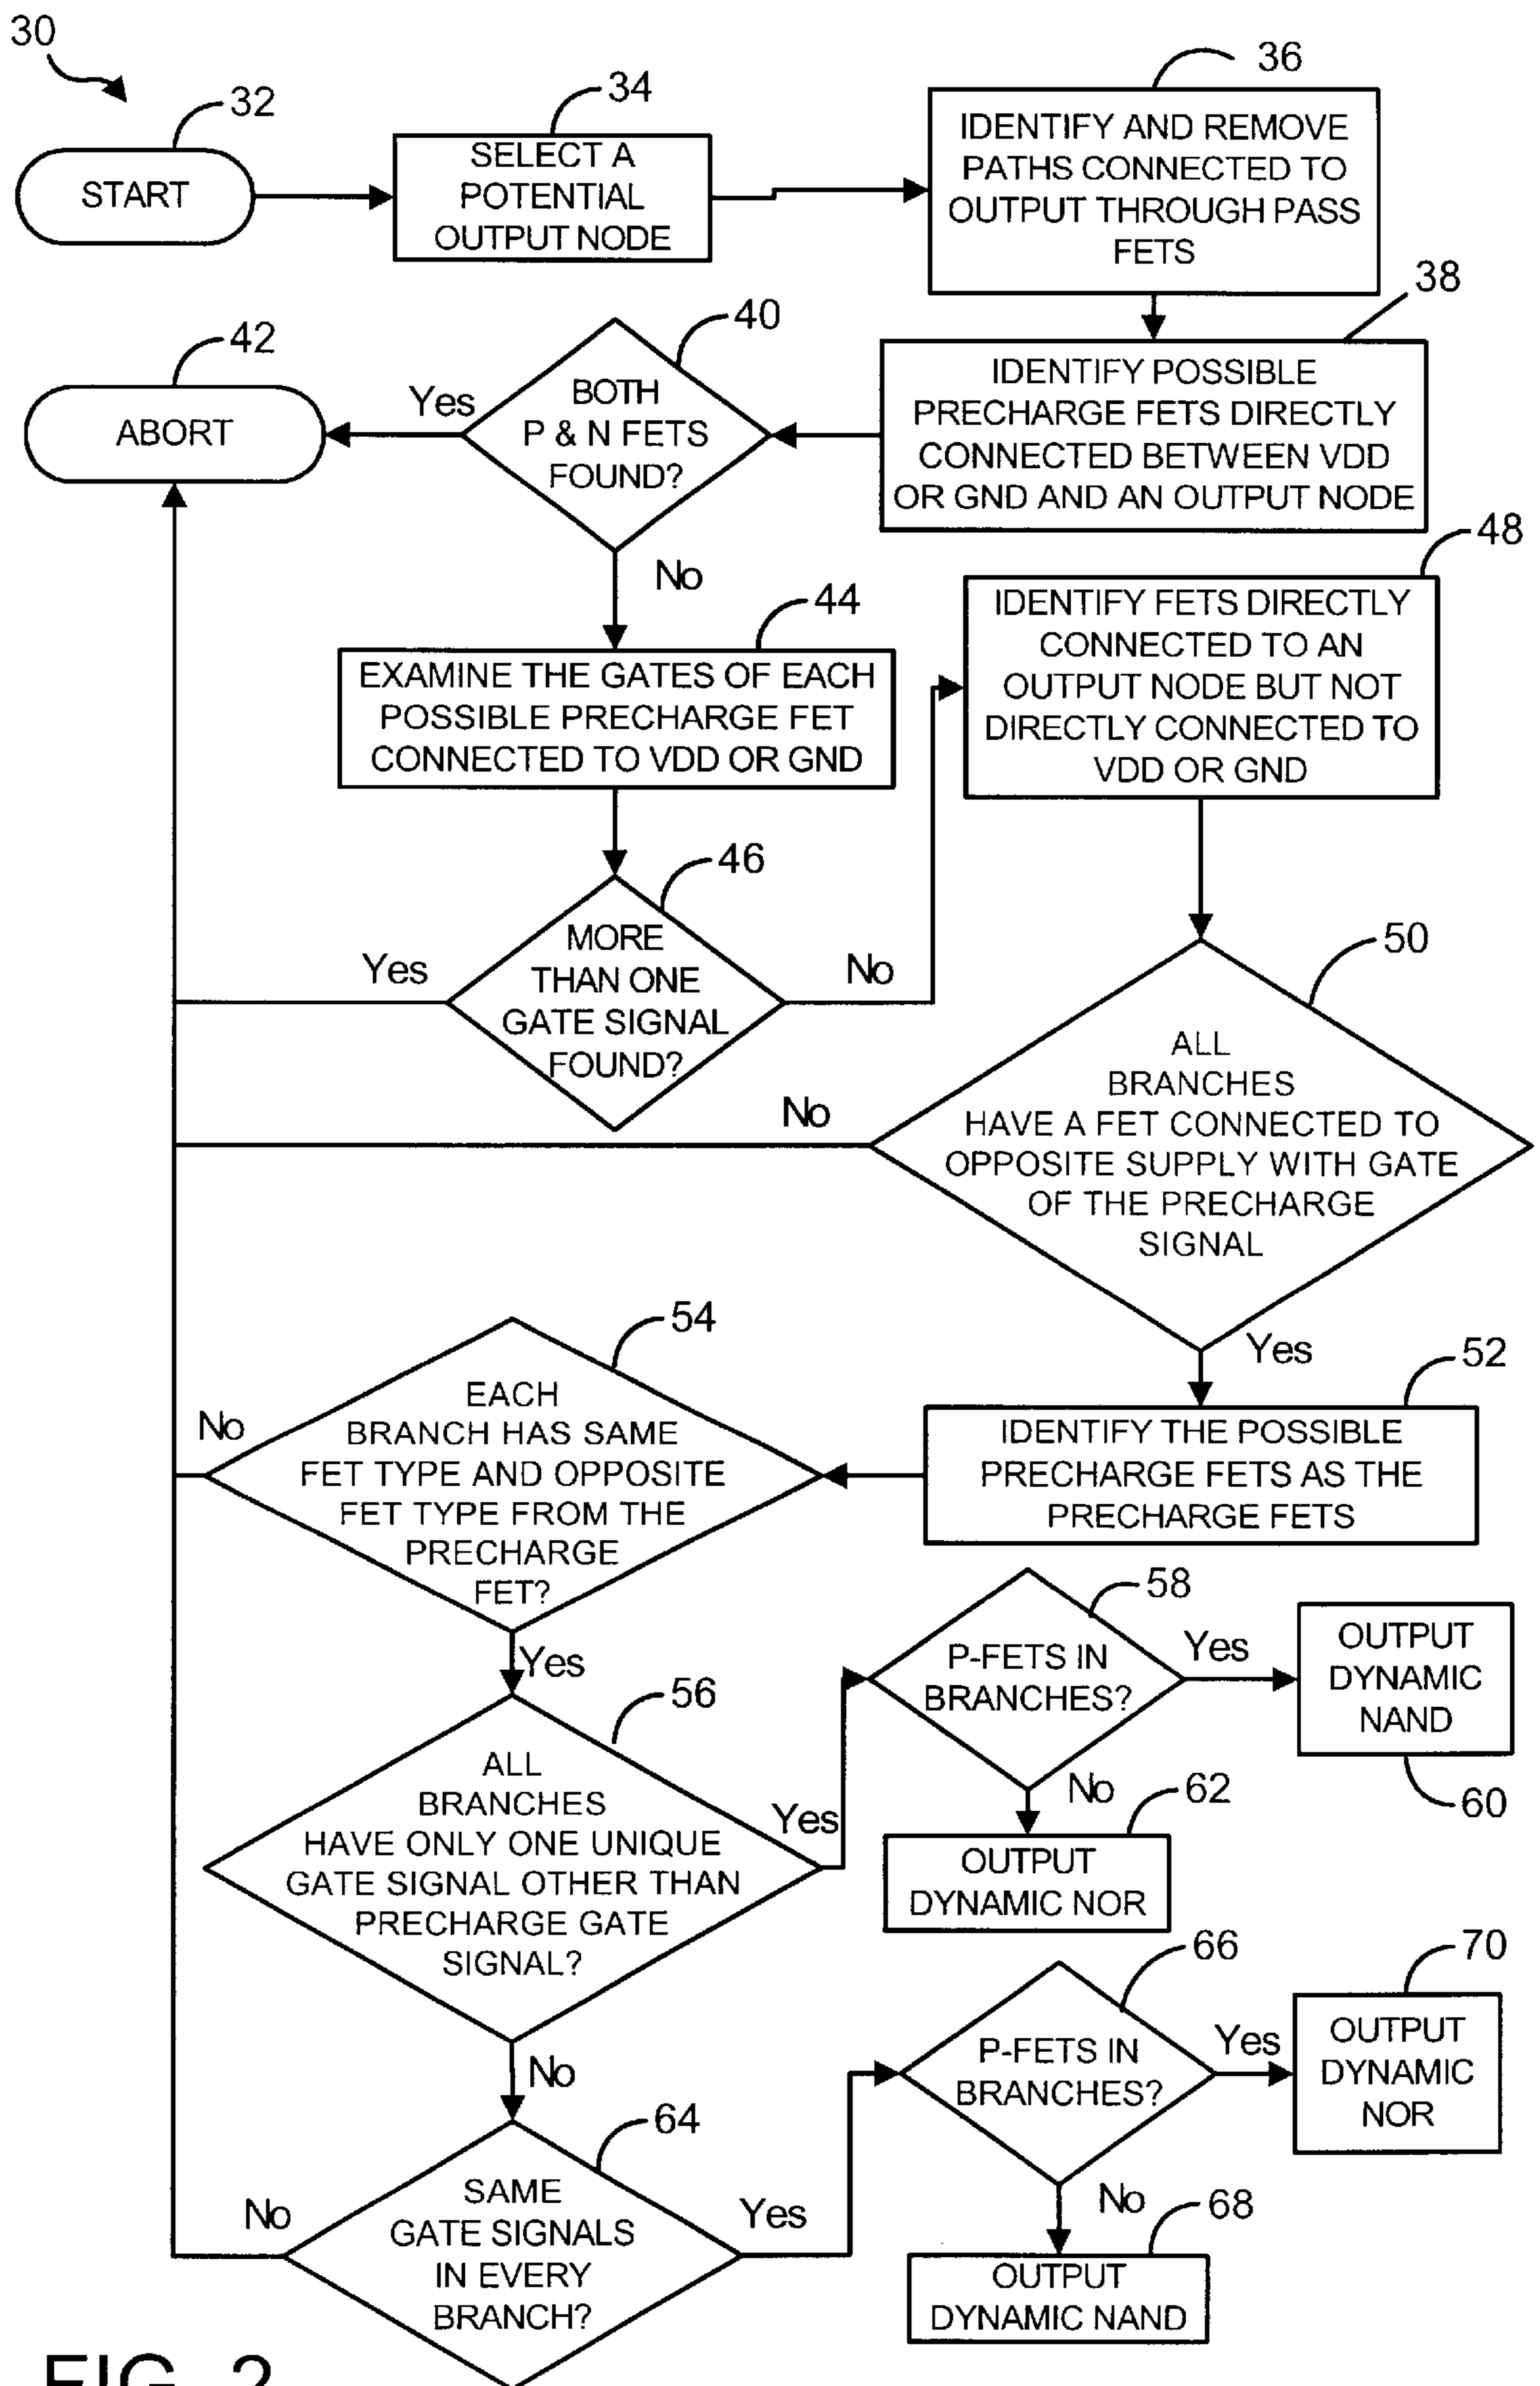 30
32
START
34
SELECT A
POTENTIAL
OUTPUT NODE
36
IDENTIFY AND REMOVE
PATHS CONNECTED TO
OUTPUT THROUGH PASS
FETS
38
IDENTIFY POSSIBLE
PRECHARGE FETS DIRECTLY
CONNECTED BETWEEN VDD
OR GND AND AN OUTPUT NODE
40
BOTH
P & N FETS
FOUND?
Yes
No
42
ABORT
44
EXAMINE THE GATES OF EACH
POSSIBLE PRECHARGE FET
CONNECTED TO VDD OR GND
46
MORE
THAN ONE
GATE SIGNAL
FOUND?
Yes
No
48
IDENTIFY FETS DIRECTLY
CONNECTED TO AN
OUTPUT NODE BUT NOT
DIRECTLY CONNECTED TO
VDD OR GND
50
ALL
BRANCHES
HAVE A FET CONNECTED TO
OPPOSITE SUPPLY WITH GATE
OF THE PRECHARGE
SIGNAL
No
Yes
52
IDENTIFY THE POSSIBLE
PRECHARGE FETS AS THE
PRECHARGE FETS
54
EACH
BRANCH HAS SAME
FET TYPE AND OPPOSITE
FET TYPE FROM THE
PRECHARGE
FET?
No
Yes
56
ALL
BRANCHES
HAVE ONLY ONE UNIQUE
GATE SIGNAL OTHER THAN
PRECHARGE GATE
SIGNAL?
Yes
No
58
P-FETS IN
BRANCHES?
Yes
No
OUTPUT
DYNAMIC
NAND
60
62
OUTPUT
DYNAMIC NOR
64
SAME
GATE SIGNALS
IN EVERY
BRANCH?
No
Yes
66
P-FETS IN
BRANCHES?
Yes
No
70
OUTPUT
DYNAMIC
NOR
68
OUTPUT
DYNAMIC NAND
FIG. 2